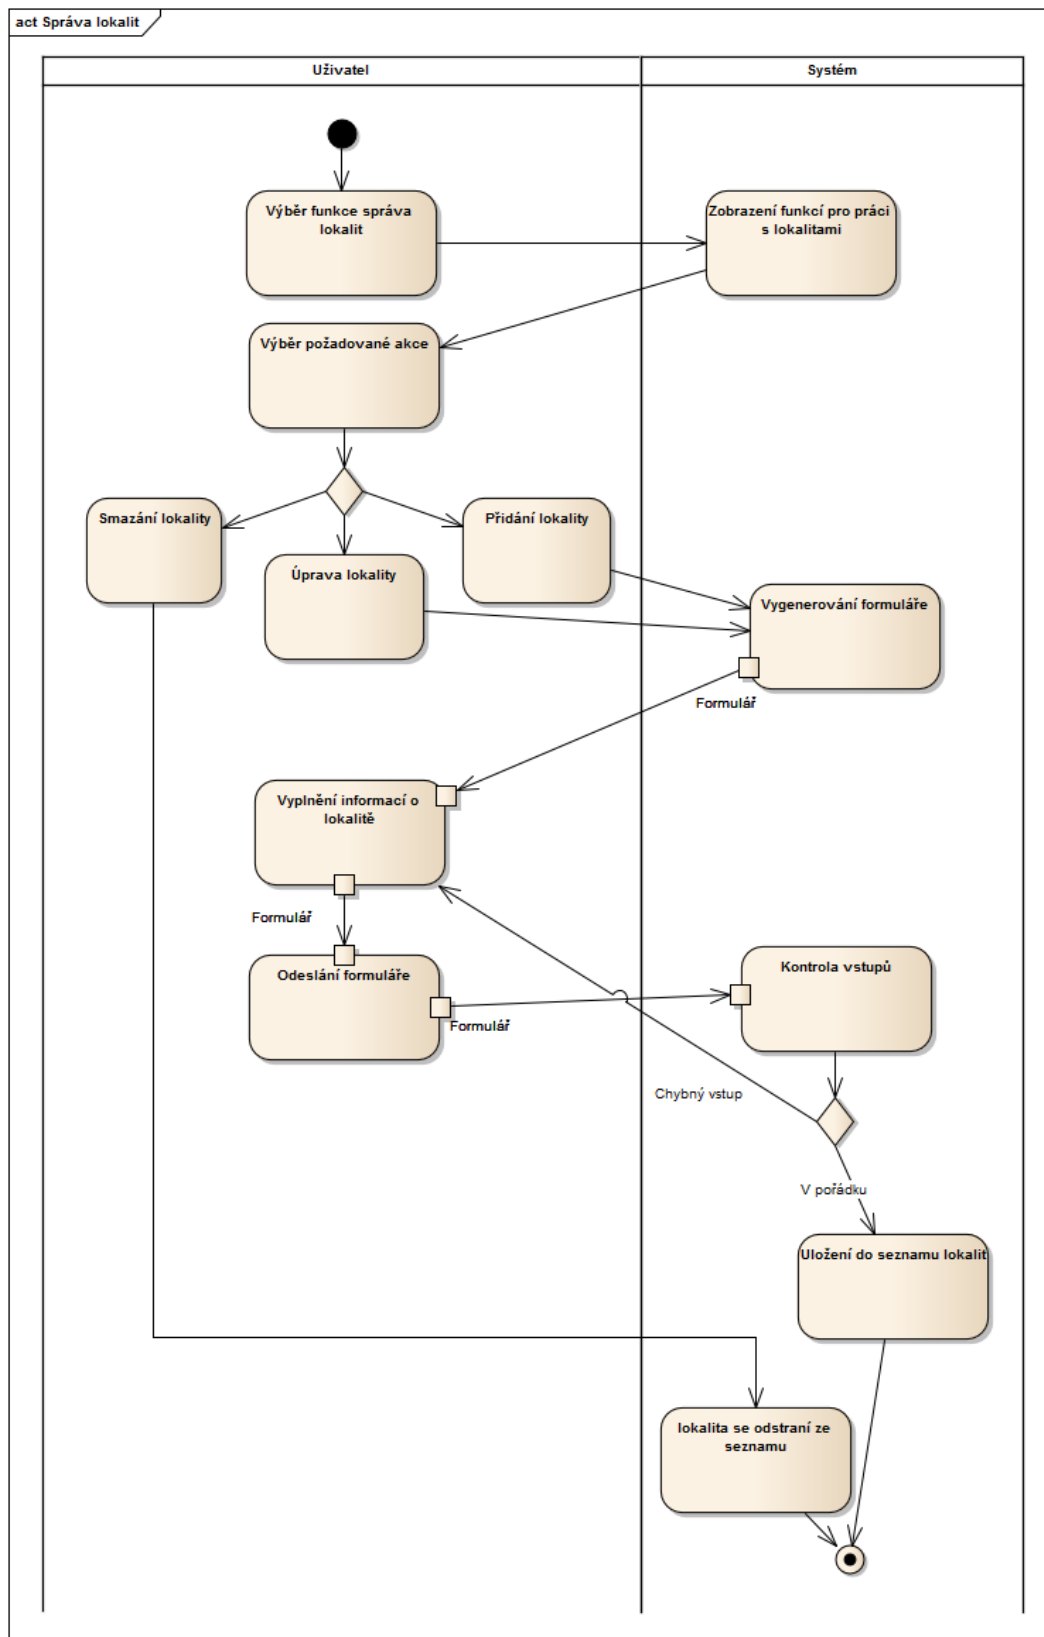 act Správa lokalit
Uživatel
Systém
Výběr funkce správa
lokalit
Zobrazení funkcí pro práci
s lokalitami
Výběr požadované akce
Smazání lokality
Přidání lokality
Úprava lokality
Vygenerování formuláře
Formulář
Vyplnění informací o
lokalitě
Formulář
Odeslání formuláře
Kontrola vstupů
Formulář
Chybný vstup
V pořádku
Uložení do seznamu lokalit
lokalita se odstraní ze
seznamu